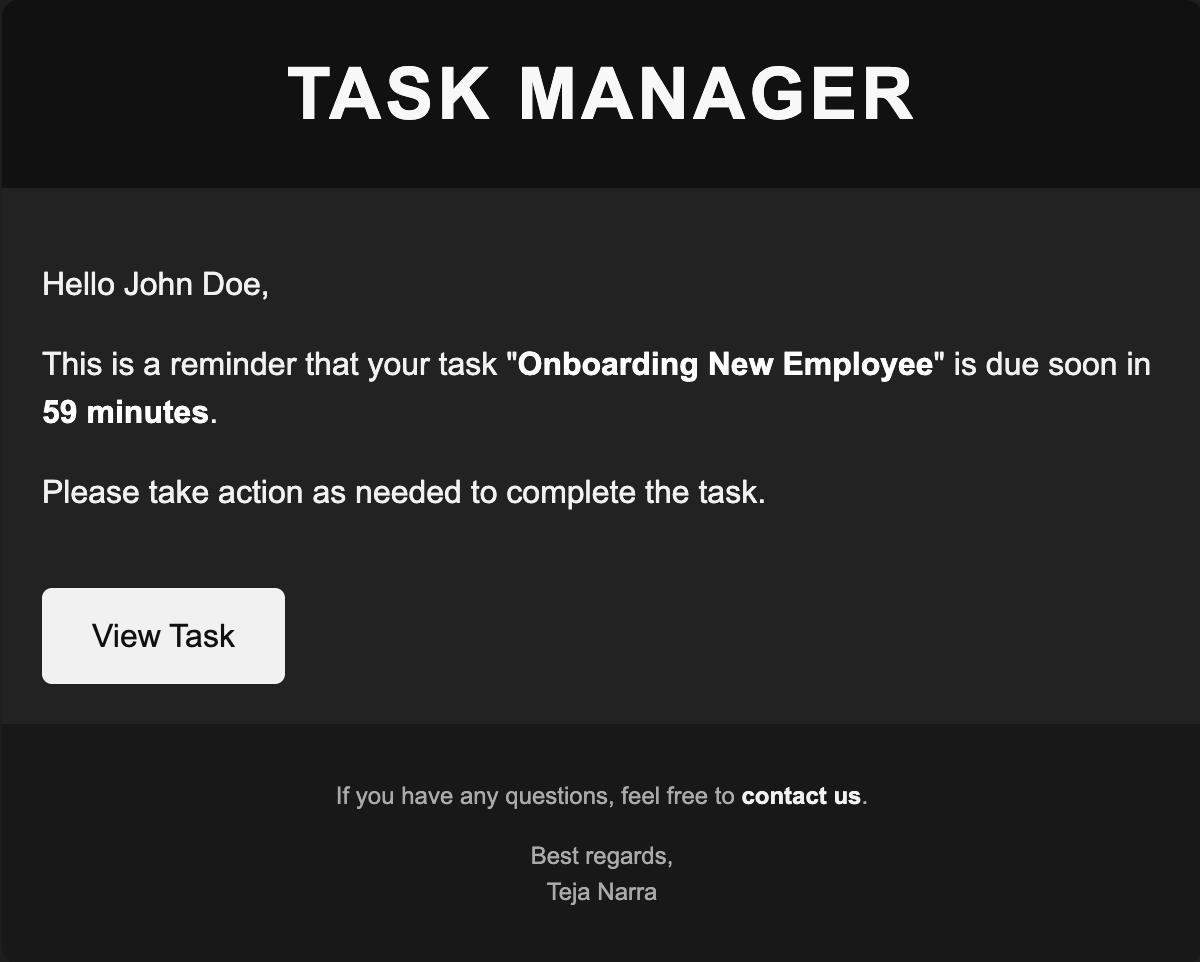 TASK MANAGER
Hello John Doe,
This is a reminder that your task "Onboarding New Employee" is due soon in
59 minutes.
Please take action as needed to complete the task.
View Task
If you have any questions, feel free to contact us.
Best regards,
Teja Narra